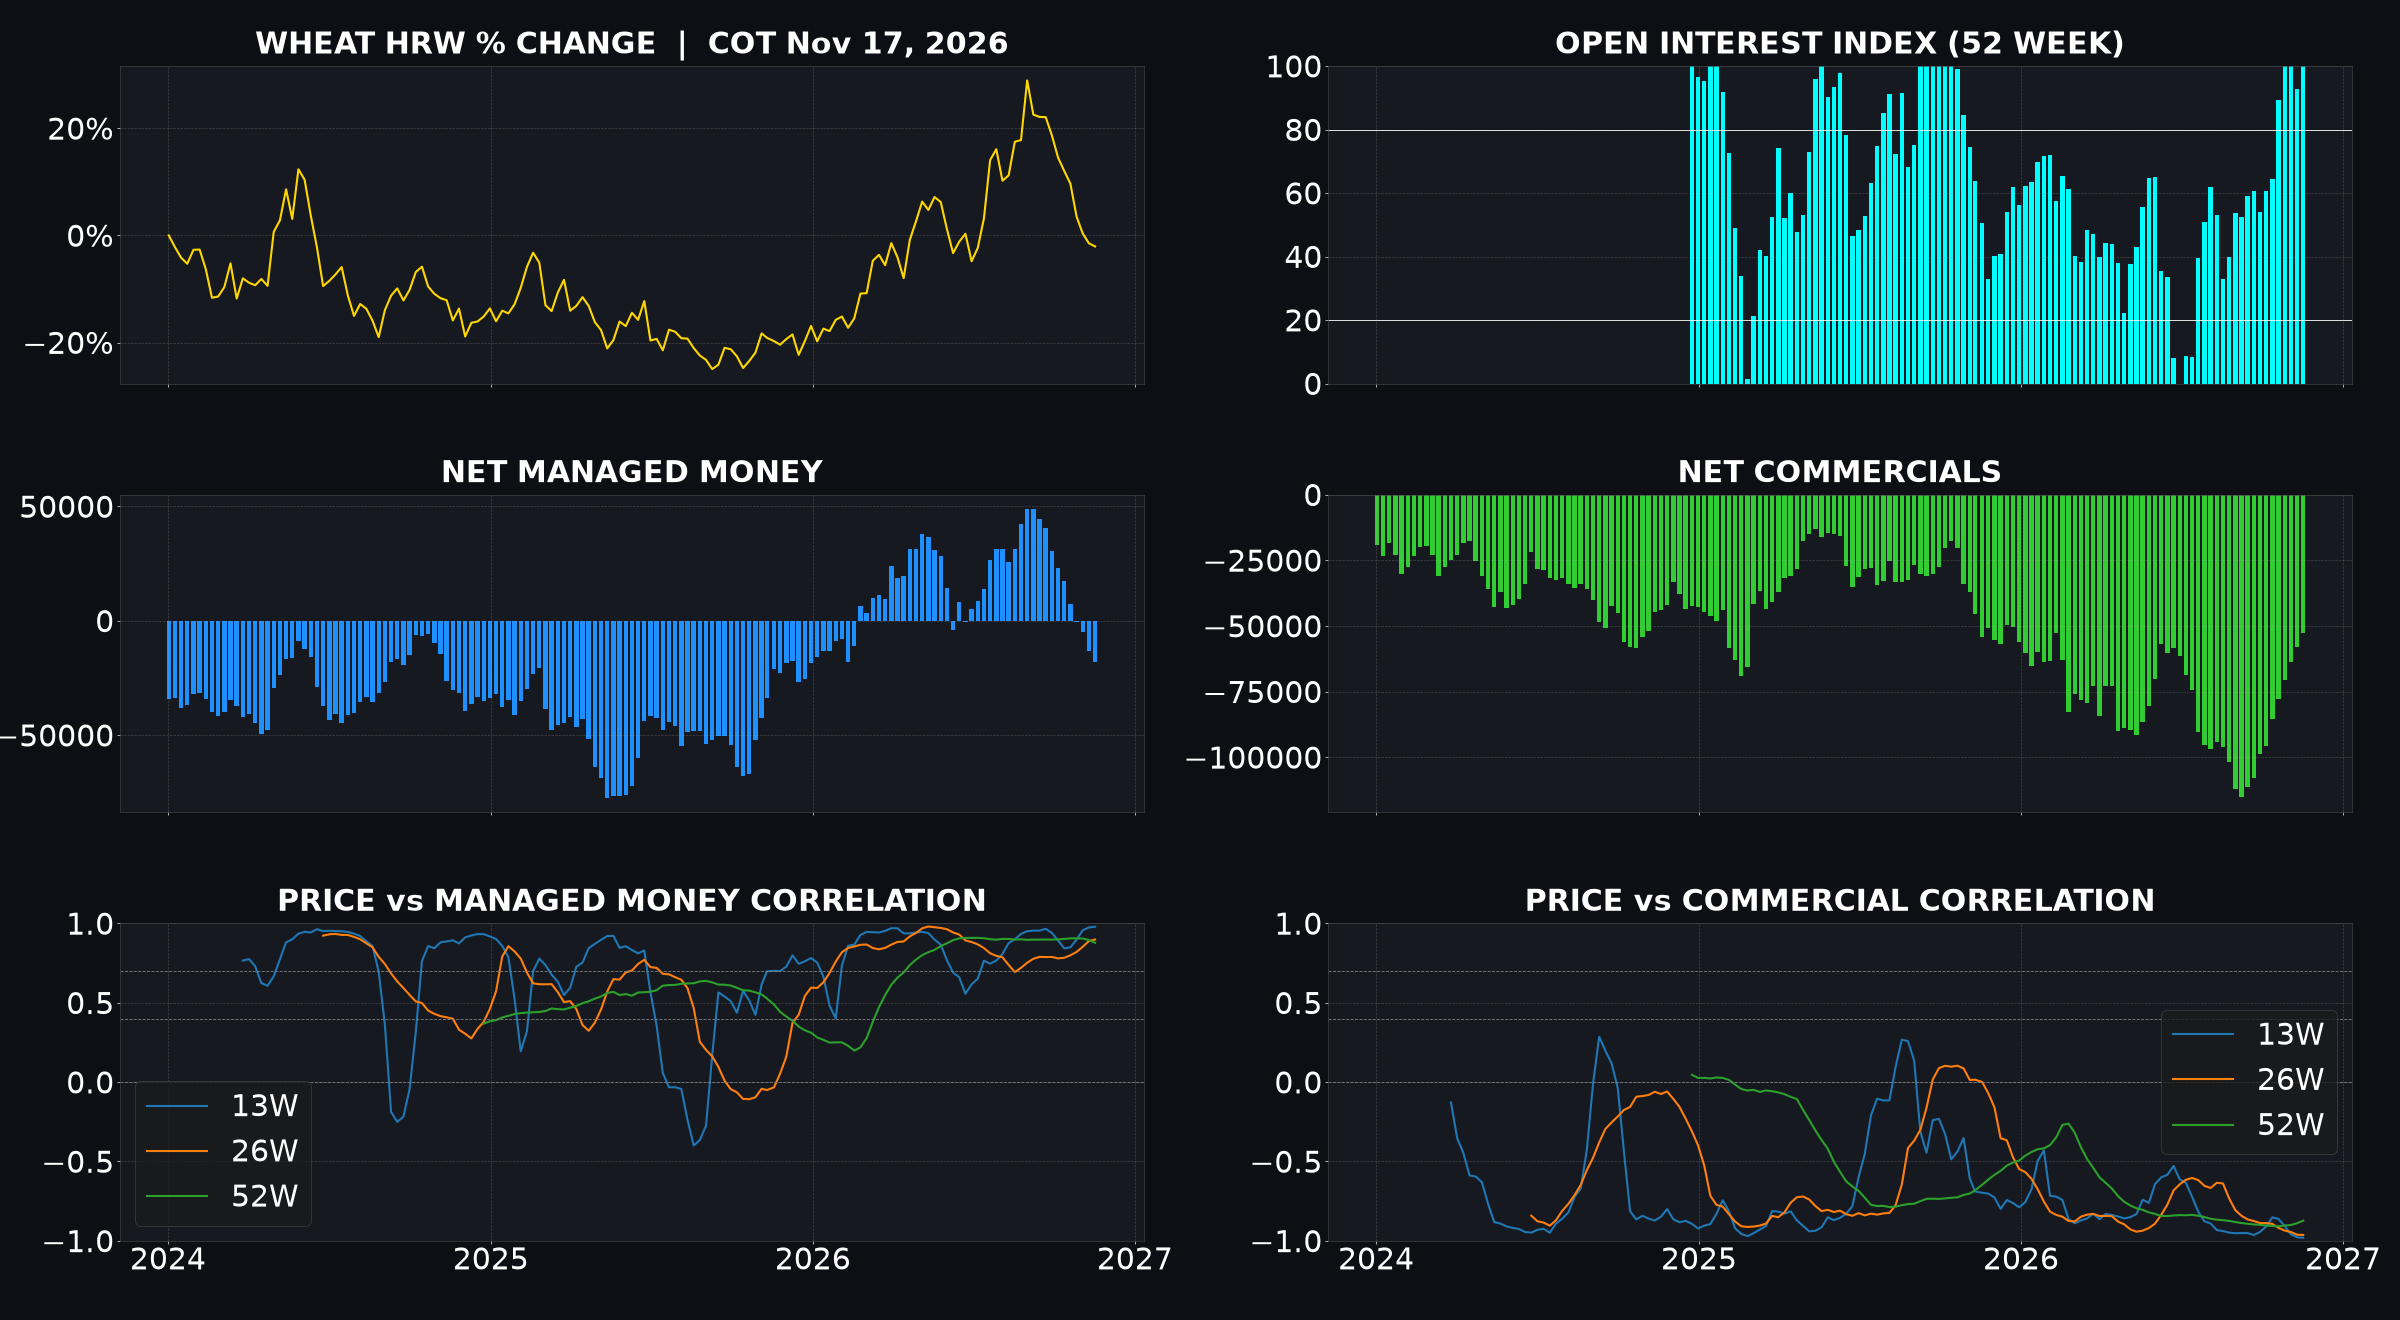 WHEAT HRW % CHANGE | COT Nov 17, 2026
20%
0%
−20%
OPEN INTEREST INDEX (52 WEEK)
100
80
60
40
20
0
NET MANAGED MONEY
50000
0
−50000
NET COMMERCIALS
0
−25000
−50000
−75000
−100000
PRICE vs MANAGED MONEY CORRELATION
1.0
0.5
0.0
−0.5
−1.0
13W
26W
52W
2024 2025 2026 2027
PRICE vs COMMERCIAL CORRELATION
1.0
0.5
0.0
−0.5
−1.0
13W
26W
52W
2024 2025 2026 2027